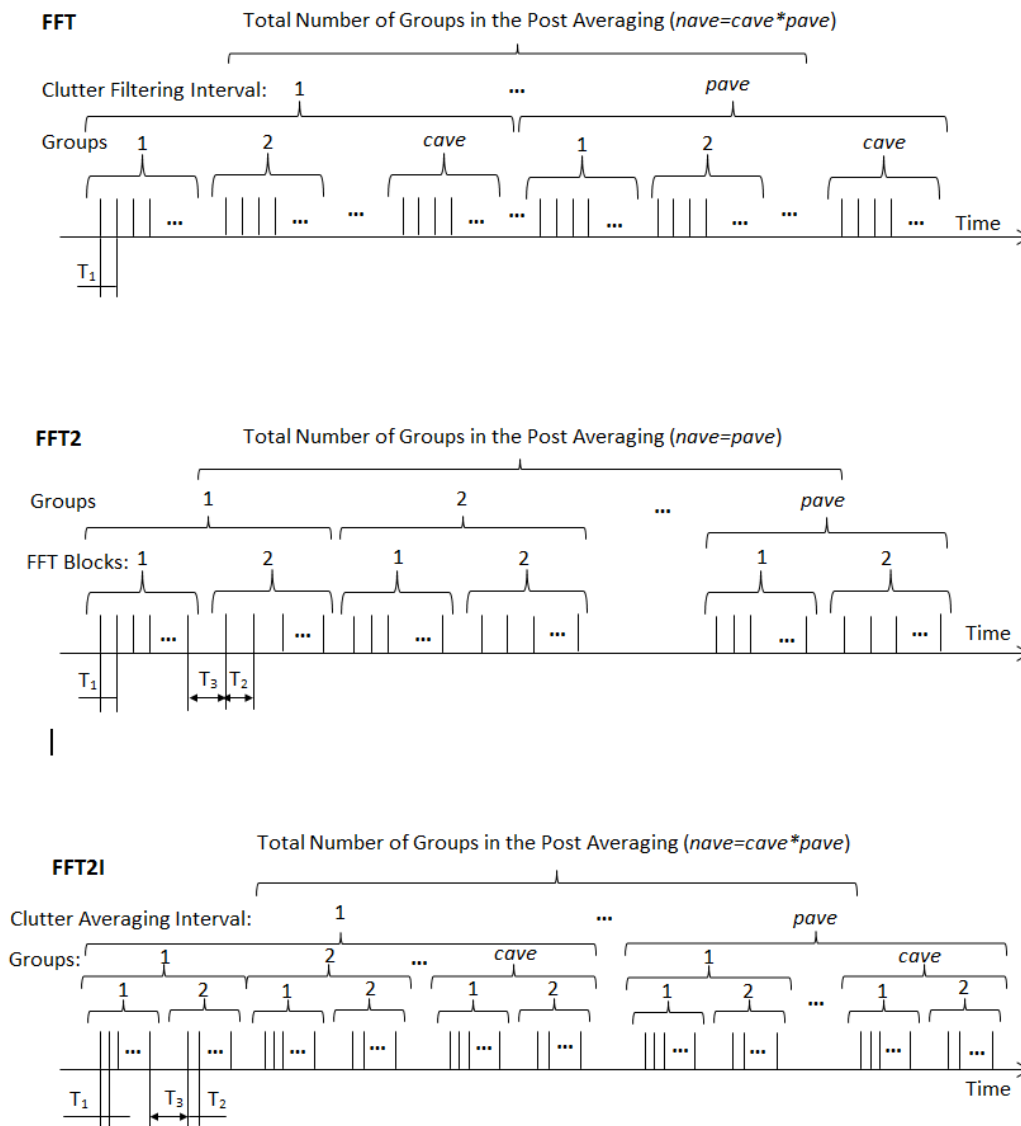 FFT
Total Number of Groups in the Post Averaging (nave=cave*pave)
Clutter Filtering Interval: 1 ... pave
Groups 1 2 cave 1 2 cave
... ... ... ... ... ... ... ... ... Time
T1
FFT2
Total Number of Groups in the Post Averaging (nave=pave)
Groups 1 2 ... pave
FFT Blocks: 1 2 1 2 1 2
... ... ... ... ... ... Time
T1 T3 T2
Total Number of Groups in the Post Averaging (nave=cave*pave)
FFT2I
Clutter Averaging Interval: 1 ... pave
Groups: 1 2 ... cave 1 cave
1 2 1 2 1 2 1 2 ... 1 2
... ... ... ... ... ... ... ... ... ...
Time
T1 T3 T2